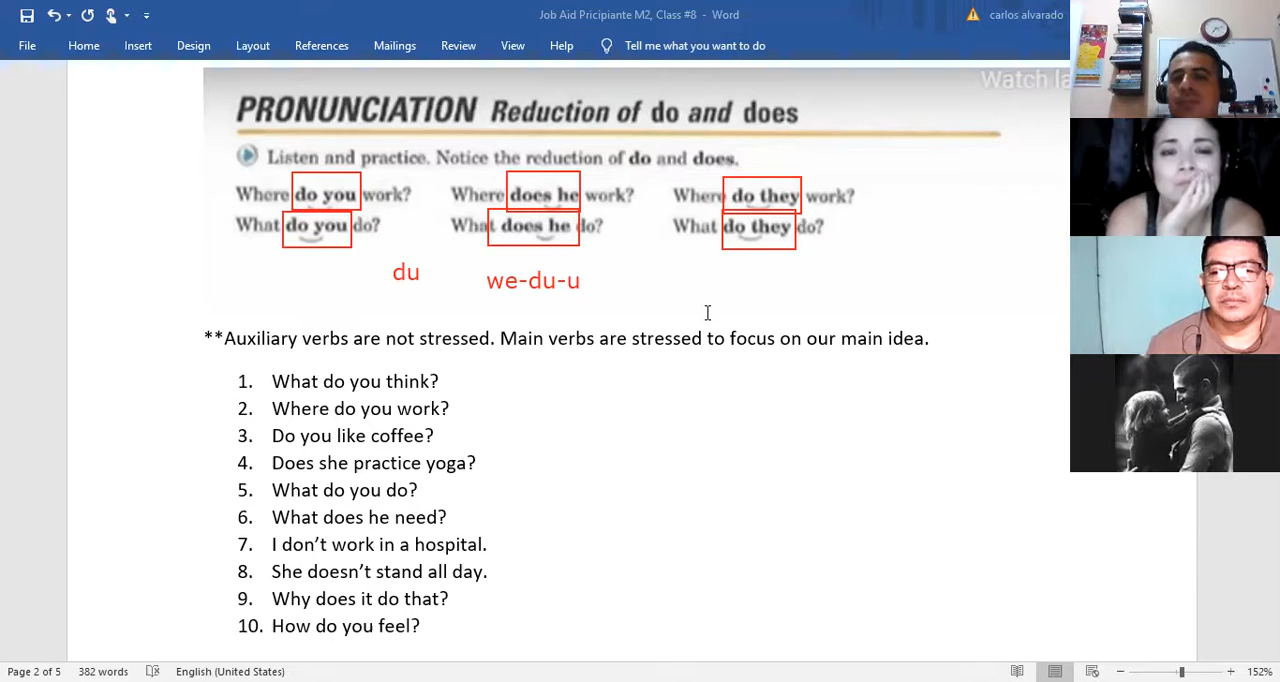 Job Aid Pricipiante M2, Class #8 - Word
carlos alvarado
File Home Insert Design Layout References Mailings Review View Help Tell me what you want to do
Watch la
PRONUNCIATION Reduction of do and does
Listen and practice. Notice the reduction of do and does.
Where do you work? Where does he work? Where do they work?
What do you do? What does he do? What do they do?
du we-du-u
**Auxiliary verbs are not stressed. Main verbs are stressed to focus on our main idea.
1. What do you think?
2. Where do you work?
3. Do you like coffee?
4. Does she practice yoga?
5. What do you do?
6. What does he need?
7. I don’t work in a hospital.
8. She doesn’t stand all day.
9. Why does it do that?
10. How do you feel?
Page 2 of 5 382 words English (United States) 152%